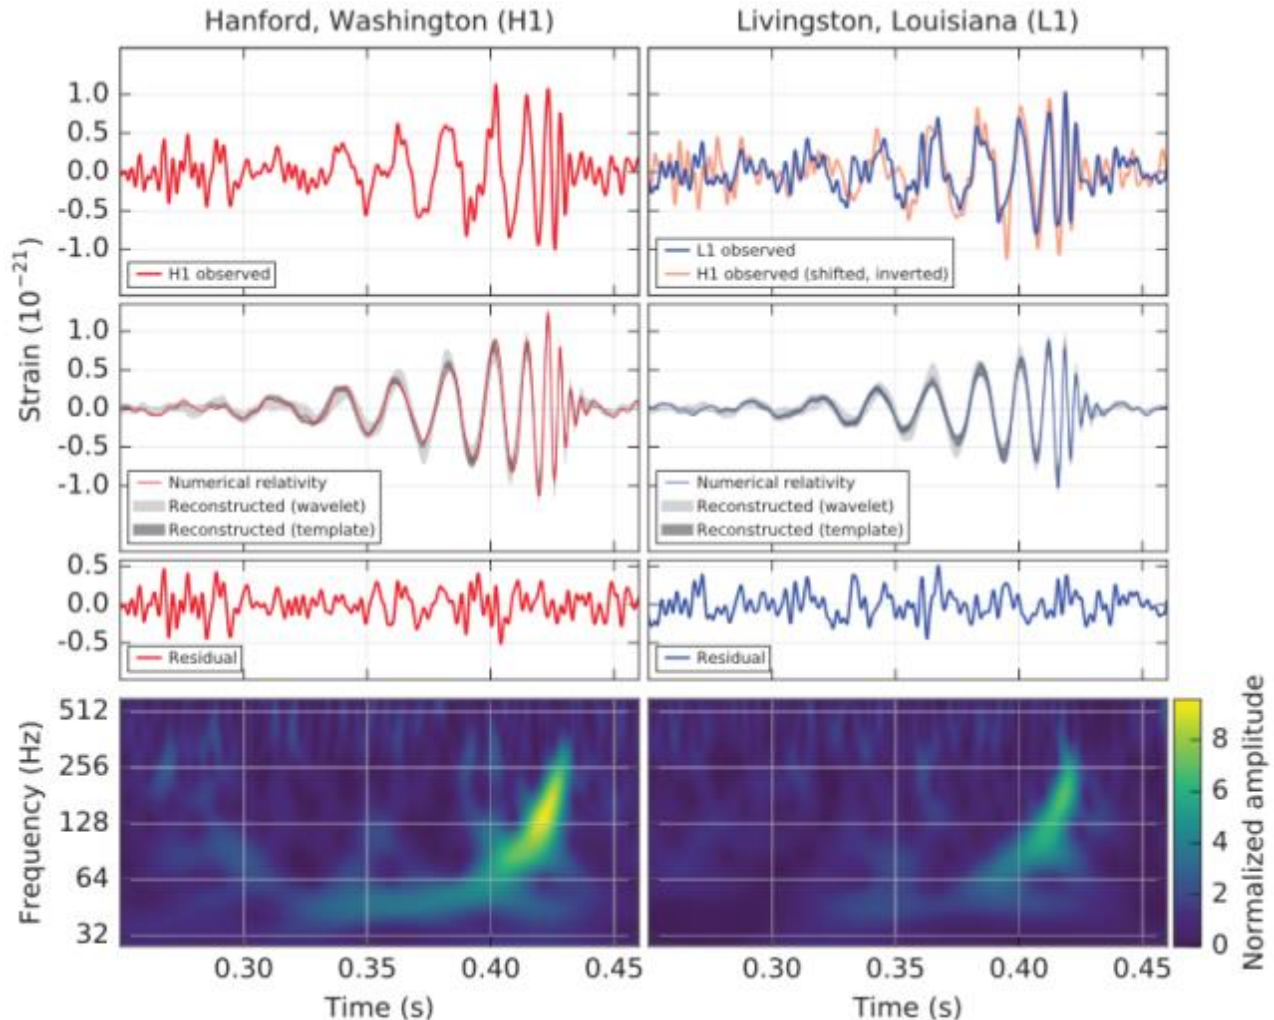 Hanford, Washington (H1)
Livingston, Louisiana (L1)
Strain (10⁻²¹)
1.0
0.5
0.0
-0.5
-1.0
H1 observed
L1 observed
H1 observed (shifted, inverted)
1.0
0.5
0.0
-0.5
-1.0
Numerical relativity
Reconstructed (wavelet)
Reconstructed (template)
Numerical relativity
Reconstructed (wavelet)
Reconstructed (template)
0.5
0.0
-0.5
Residual
Residual
Frequency (Hz)
512
256
128
64
32
0.30 0.35 0.40 0.45
Time (s)
0.30 0.35 0.40 0.45
Time (s)
Normalized amplitude
8
6
4
2
0